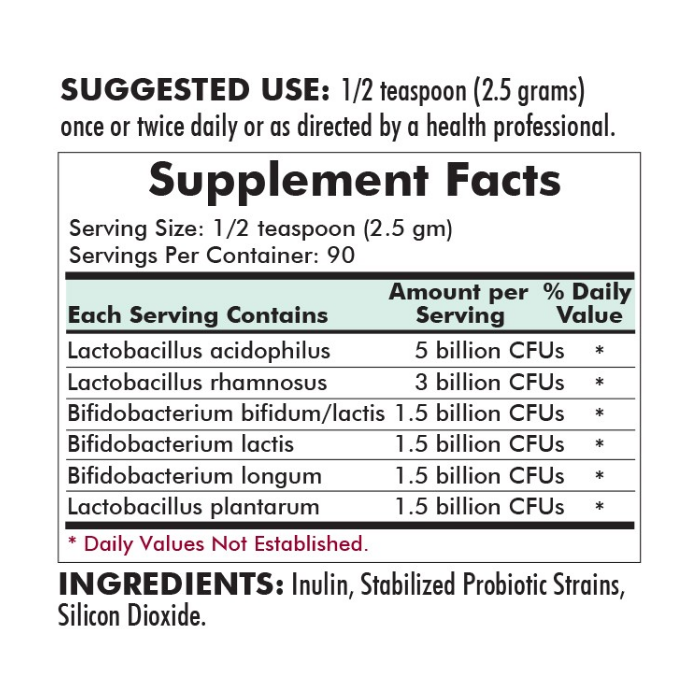 SUGGESTED USE: 1/2 teaspoon (2.5 grams)
once or twice daily or as directed by a health professional.
Supplement Facts
Serving Size: 1/2 teaspoon (2.5 gm)
Servings Per Container: 90
Each Serving Contains Amount per Serving % Daily Value
Lactobacillus acidophilus 5 billion CFUs *
Lactobacillus rhamnosus 3 billion CFUs *
Bifidobacterium bifidum/lactis 1.5 billion CFUs *
Bifidobacterium lactis 1.5 billion CFUs *
Bifidobacterium longum 1.5 billion CFUs *
Lactobacillus plantarum 1.5 billion CFUs *
* Daily Values Not Established.
INGREDIENTS: Inulin, Stabilized Probiotic Strains,
Silicon Dioxide.